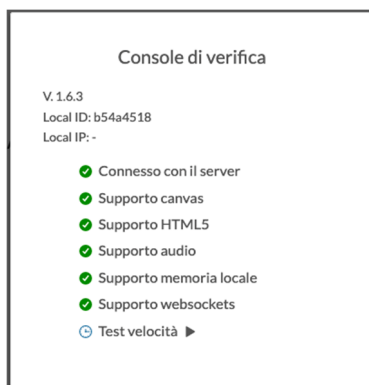 Console di verifica
V. 1.6.3
Local ID: b54a4518
Local IP: -
Connesso con il server
Supporto canvas
Supporto HTML5
Supporto audio
Supporto memoria locale
Supporto websockets
Test velocità